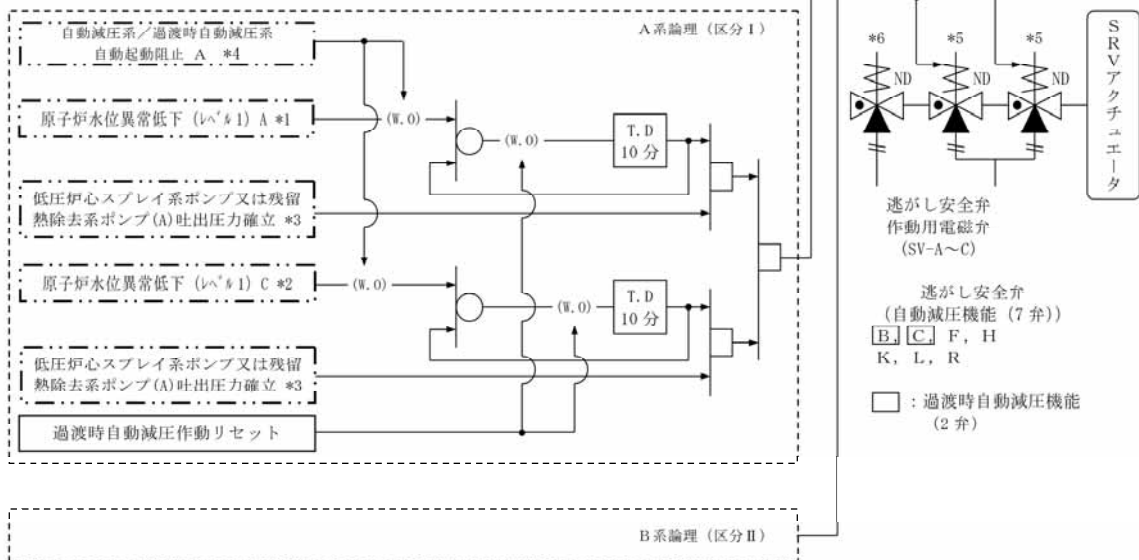 A系論理（区分Ⅰ）
自動減圧系／過渡時自動減圧系
自動起動阻止 A *4
原子炉水位異常低下（ﾚﾍﾞﾙ1）A *1
(W.O)
(W.O)
T.D
10分
低圧炉心スプレイ系ポンプ又は残留
熱除去系ポンプ(A)吐出圧力確立 *3
原子炉水位異常低下（ﾚﾍﾞﾙ1）C *2
(W.O)
(W.O)
T.D
10分
低圧炉心スプレイ系ポンプ又は残留
熱除去系ポンプ(A)吐出圧力確立 *3
過渡時自動減圧作動リセット
B系論理（区分Ⅱ）
*6
*5
*5
ND
ND
ND
SRVアクチュエータ
逃がし安全弁
作動用電磁弁
(SV-A～C)
逃がし安全弁
(自動減圧機能（7弁）)
B, C, F, H
K, L, R
：過渡時自動減圧機能
（2弁）